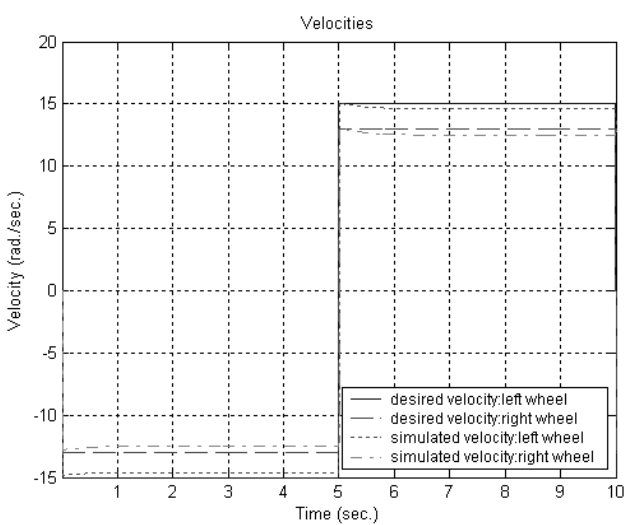 Velocities
20
15
10
5
0
-5
-10
-15
Velocity (rad./sec.)
desired velocity:left wheel
desired velocity:right wheel
simulated velocity:left wheel
simulated velocity:right wheel
1 2 3 4 5 6 7 8 9 10
Time (sec.)